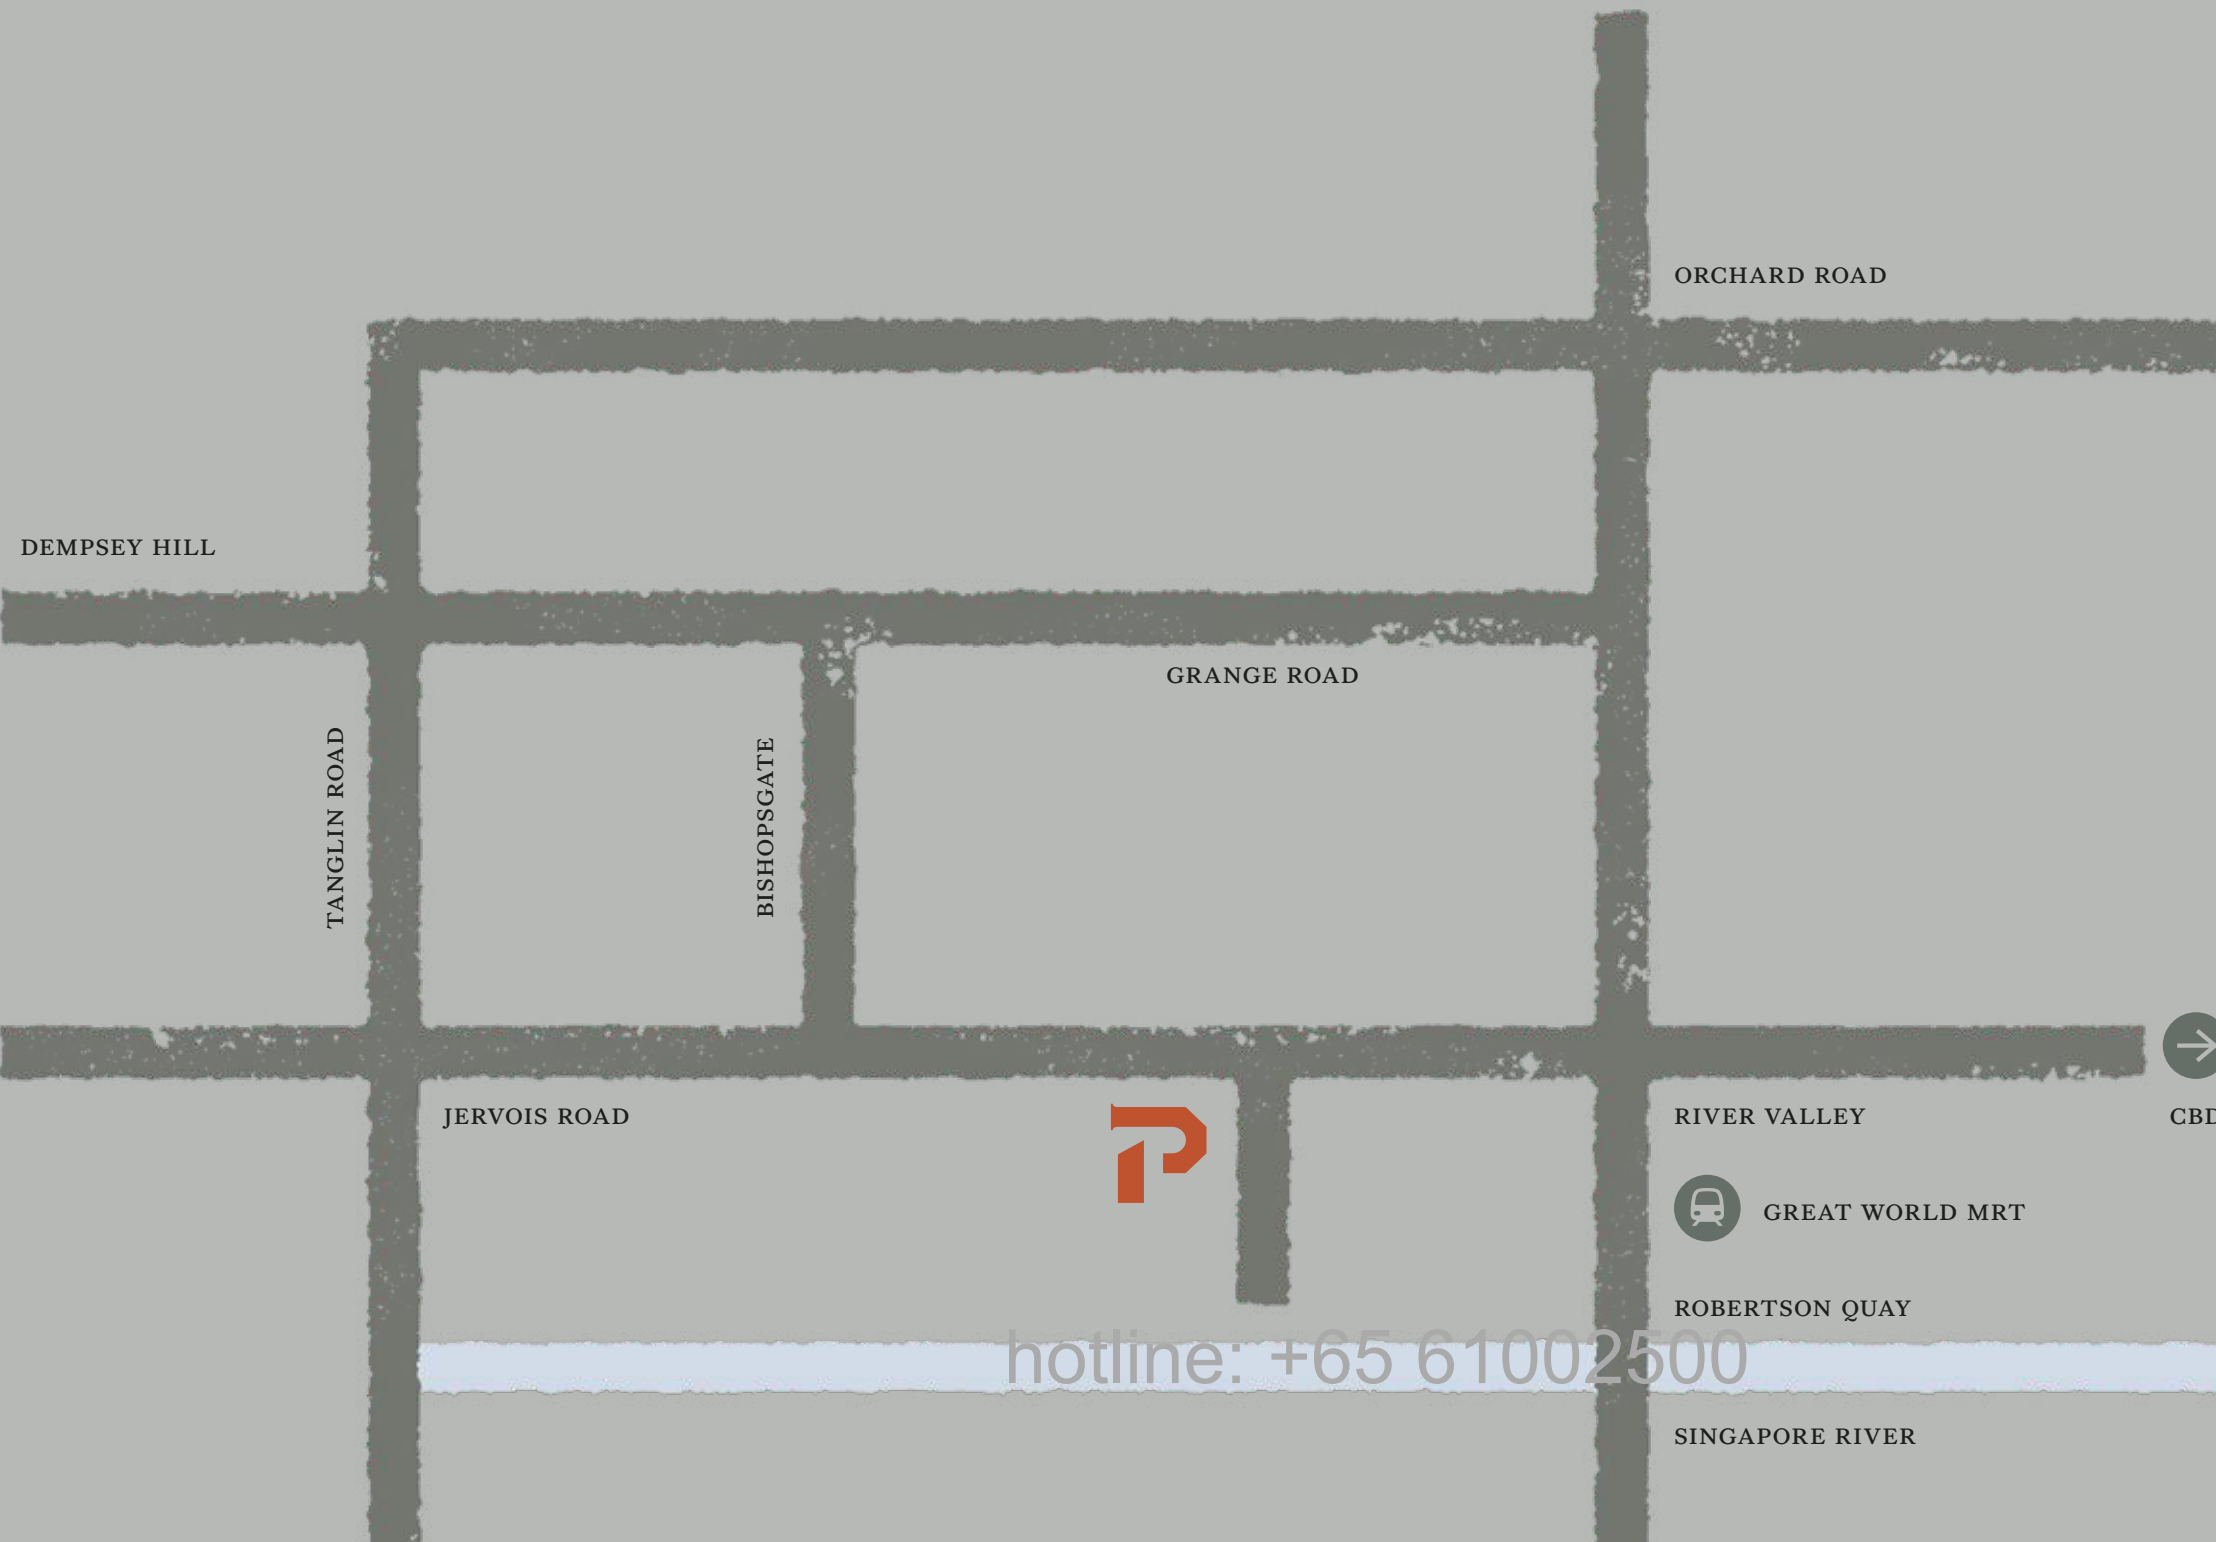 ORCHARD ROAD
DEMPSEY HILL
GRANGE ROAD
TANGLIN ROAD
BISHOPSGATE
JERVOIS ROAD
P
RIVER VALLEY
CBD
GREAT WORLD MRT
ROBERTSON QUAY
hotline: +65 61002500
SINGAPORE RIVER